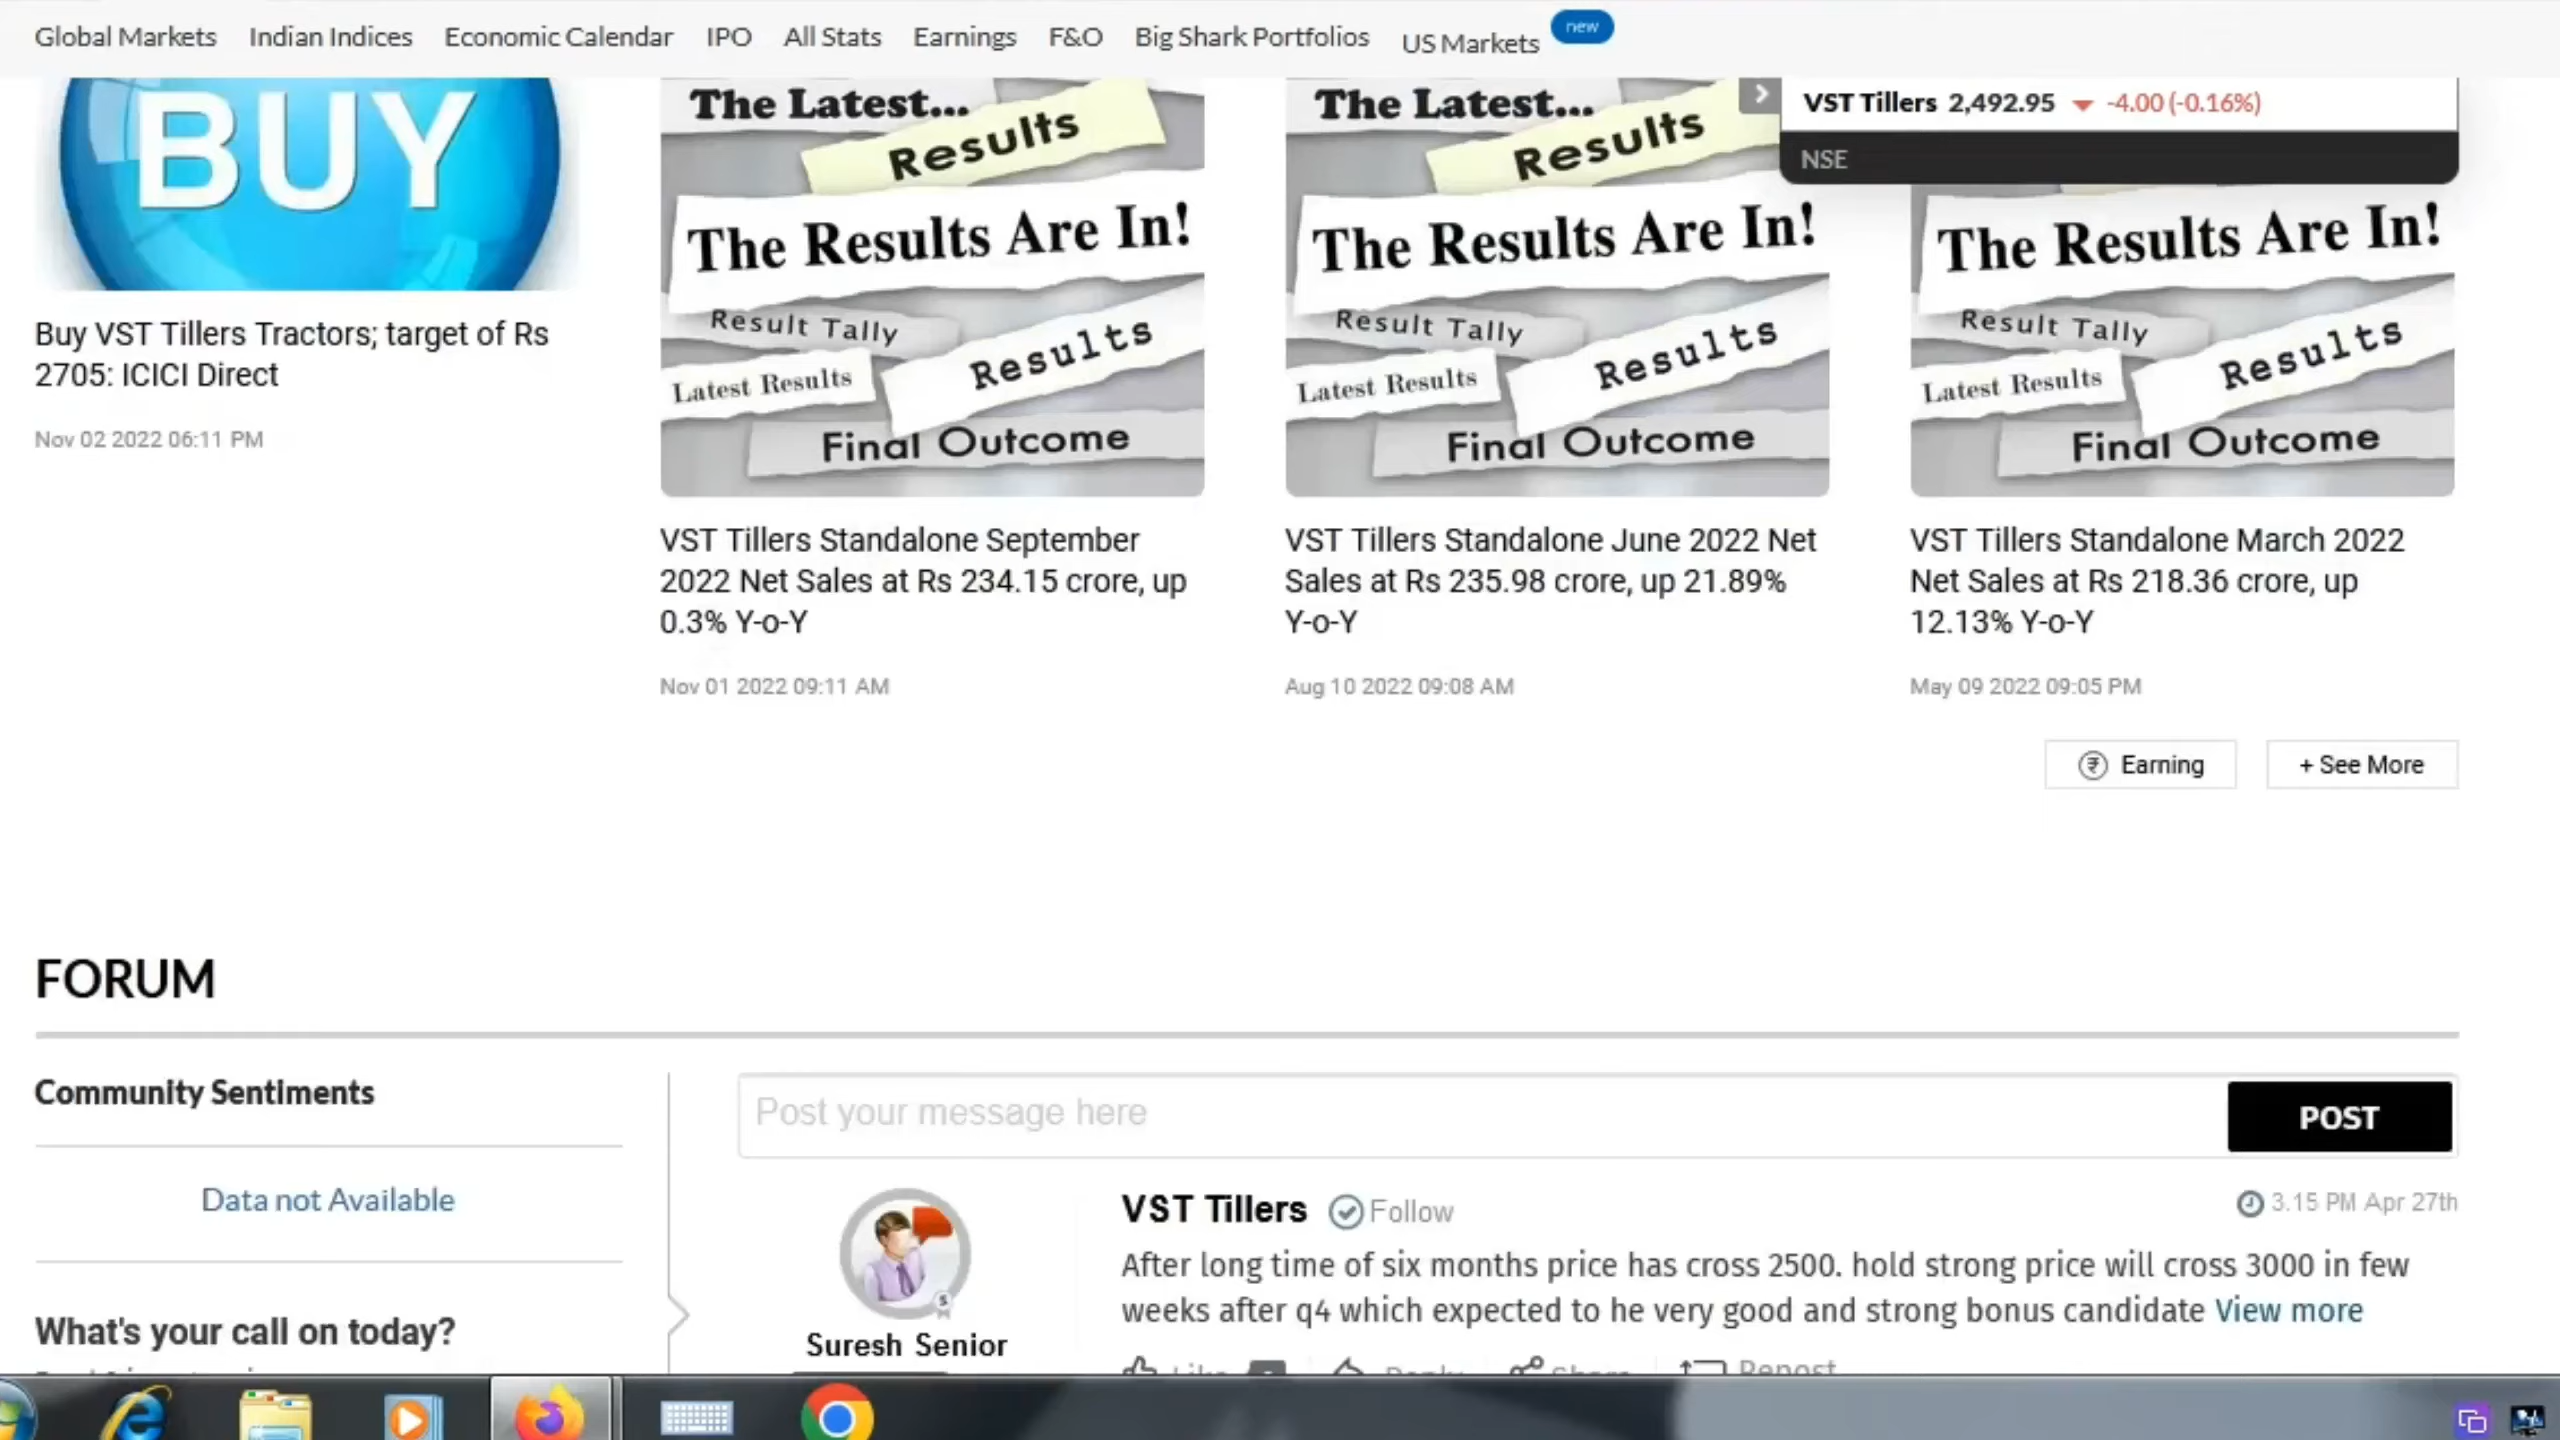 Global Markets Indian Indices Economic Calendar IPO All Stats Earnings F&O Big Shark Portfolios US Markets new
BUY
Buy VST Tillers Tractors; target of Rs
2705: ICICI Direct
Nov 02 2022 06:11 PM
The Latest...
Results
The Results Are In!
Result Tally
Results
Latest Results
Final Outcome
VST Tillers Standalone September
2022 Net Sales at Rs 234.15 crore, up
0.3% Y-o-Y
Nov 01 2022 09:11 AM
The Latest...
Results
The Results Are In!
Result Tally
Results
Latest Results
Final Outcome
VST Tillers Standalone June 2022 Net
Sales at Rs 235.98 crore, up 21.89%
Y-o-Y
Aug 10 2022 09:08 AM
VST Tillers 2,492.95 -4.00 (-0.16%)
NSE
The Results Are In!
Result Tally
Results
Latest Results
Final Outcome
VST Tillers Standalone March 2022
Net Sales at Rs 218.36 crore, up
12.13% Y-o-Y
May 09 2022 09:05 PM
₹ Earning + See More
FORUM
Community Sentiments
Data not Available
What's your call on today?
Post your message here POST
Suresh Senior
VST Tillers Follow 3.15 PM Apr 27th
After long time of six months price has cross 2500. hold strong price will cross 3000 in few
weeks after q4 which expected to he very good and strong bonus candidate View more
Like Reply Share Repost